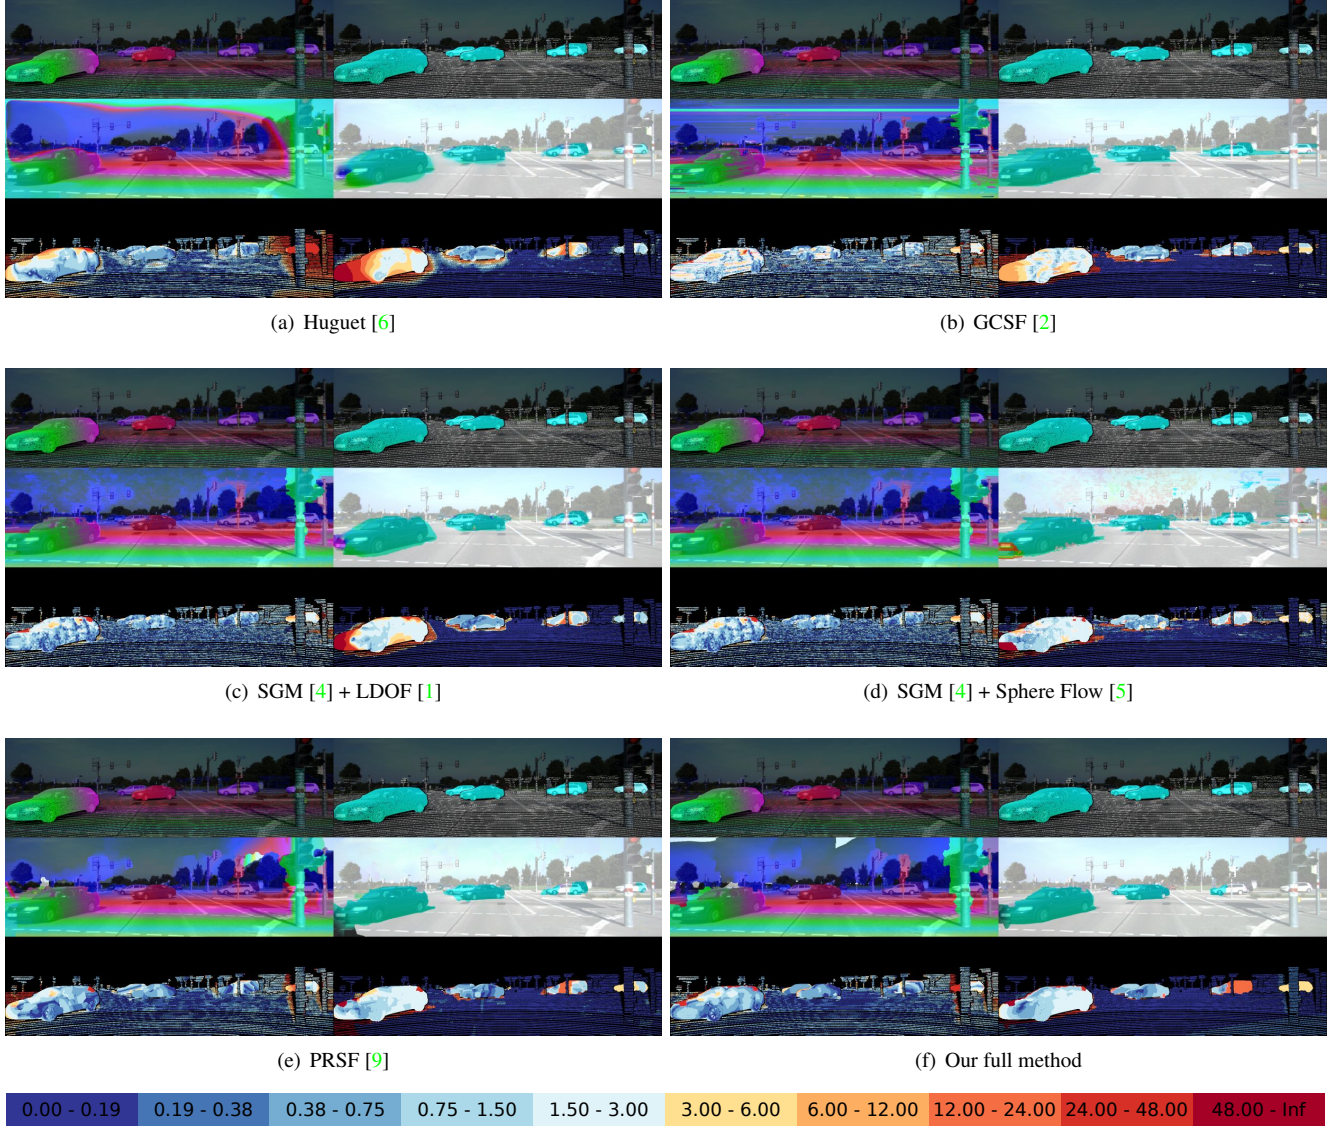 (a) Huguet [6]
(b) GCSF [2]
(c) SGM [4] + LDOF [1]
(d) SGM [4] + Sphere Flow [5]
(e) PRSF [9]
(f) Our full method
0.00 - 0.19 0.19 - 0.38 0.38 - 0.75 0.75 - 1.50 1.50 - 3.00 3.00 - 6.00 6.00 - 12.00 12.00 - 24.00 24.00 - 48.00 48.00 - Inf